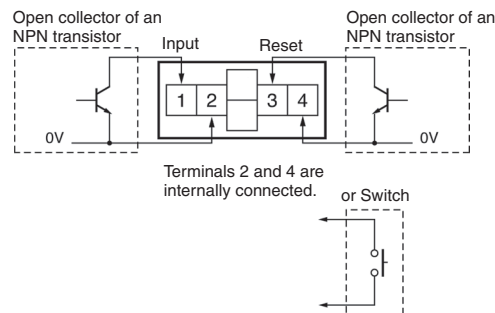 Open collector of an
NPN transistor
Input
Reset
Open collector of an
NPN transistor
1 2 3 4
0V
0V
Terminals 2 and 4 are
internally connected.
or Switch